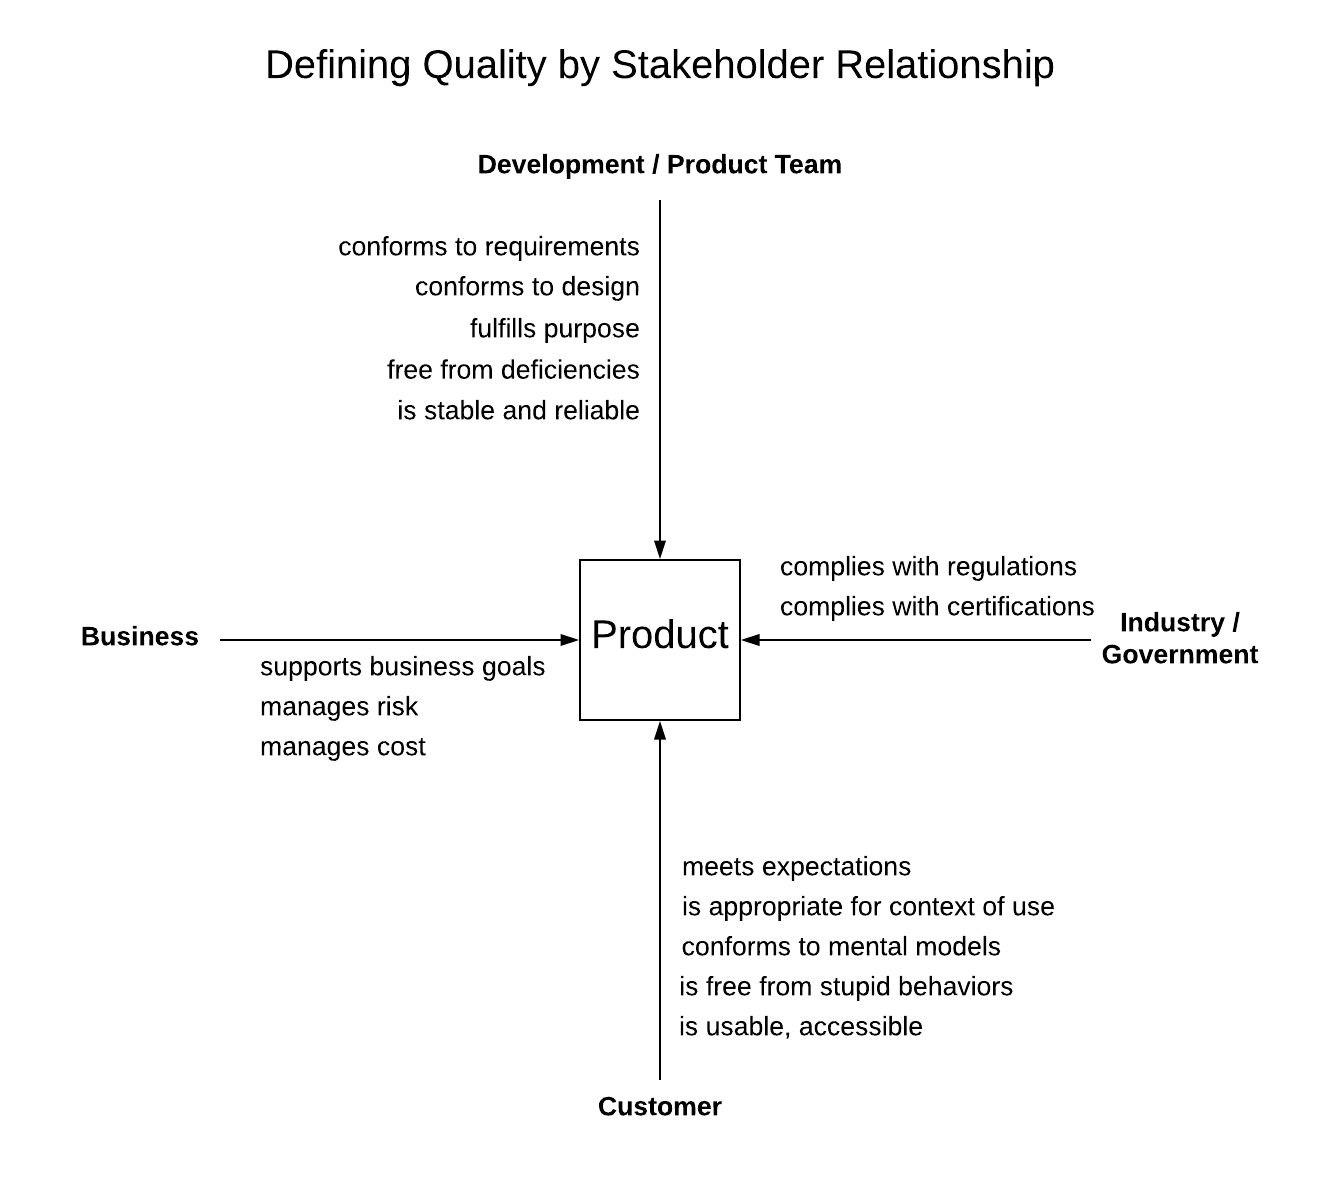 Defining Quality by Stakeholder Relationship
Development / Product Team
conforms to requirements
conforms to design
fulfills purpose
free from deficiencies
is stable and reliable
Business
supports business goals
manages risk
manages cost
Product
complies with regulations
complies with certifications
Industry /
Government
meets expectations
is appropriate for context of use
conforms to mental models
is free from stupid behaviors
is usable, accessible
Customer